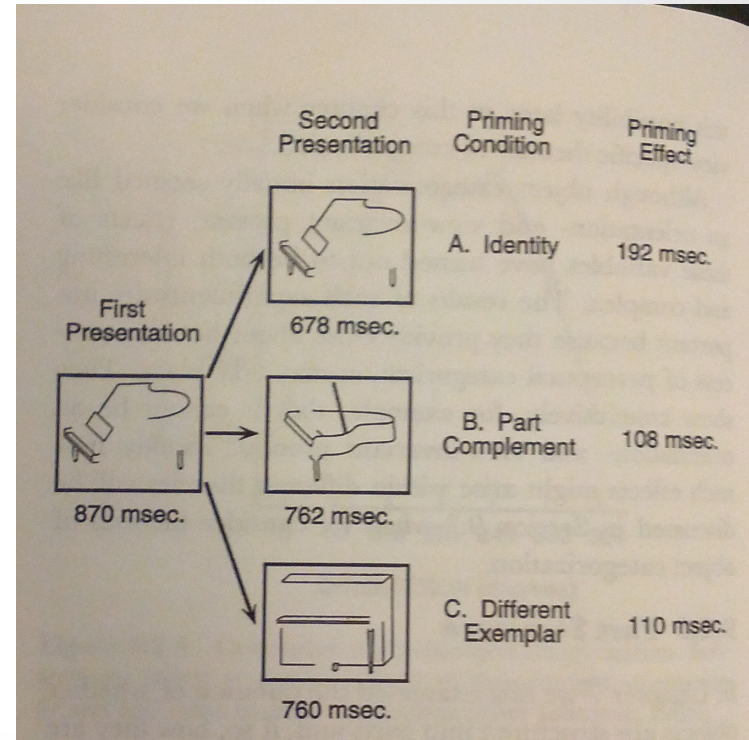 Second
Presentation
Priming
Condition
Priming
Effect
A. Identity
192 msec.
678 msec.
First
Presentation
B. Part
Complement
108 msec.
870 msec.
762 msec.
C. Different
Exemplar
110 msec.
760 msec.